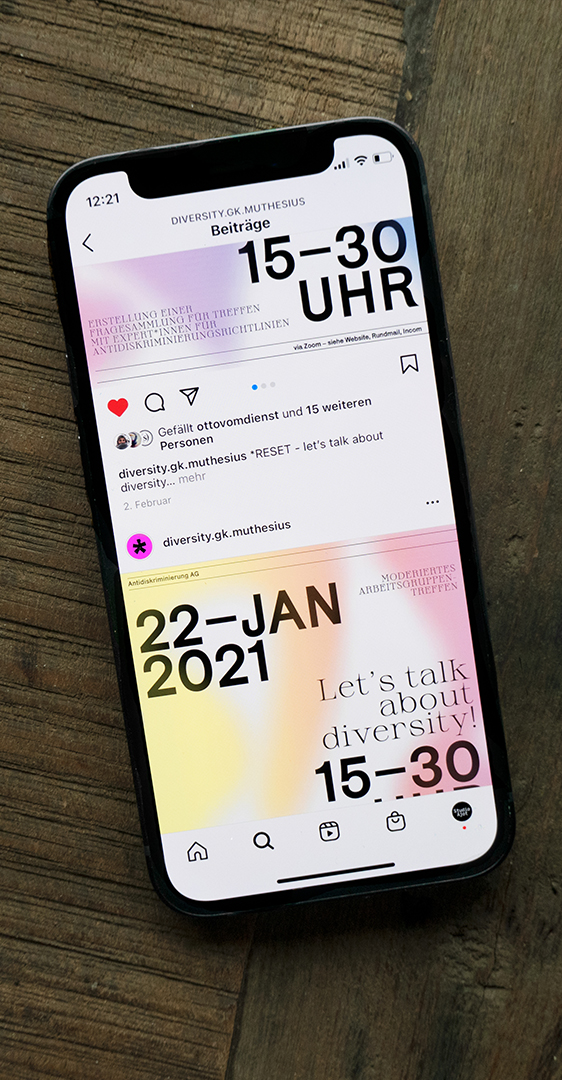 12:21
DIVERSITY.GK.MUTHESIUS
Beiträge
15–30
UHR
ERSTELLUNG EINER
FRAGESAMMLUNG FÜR TREFFEN
MIT EXPERT*INNEN FÜR
ANTIDISKRIMINIERUNGSRICHTLINIEN
via Zoom – siehe Website, Rundmail, Incom
Gefällt ottovomdienst und 15 weiteren
Personen
diversity.gk.muthesius *RESET - let's talk about
diversity... mehr
2. Februar
diversity.gk.muthesius
Antidiskriminierung AG
MODERIERTES
ARBEITSGRUPPEN-
TREFFEN
22–JAN
2021
Let's talk
about
diversity!
15–30
UHR
Studio
Ajot